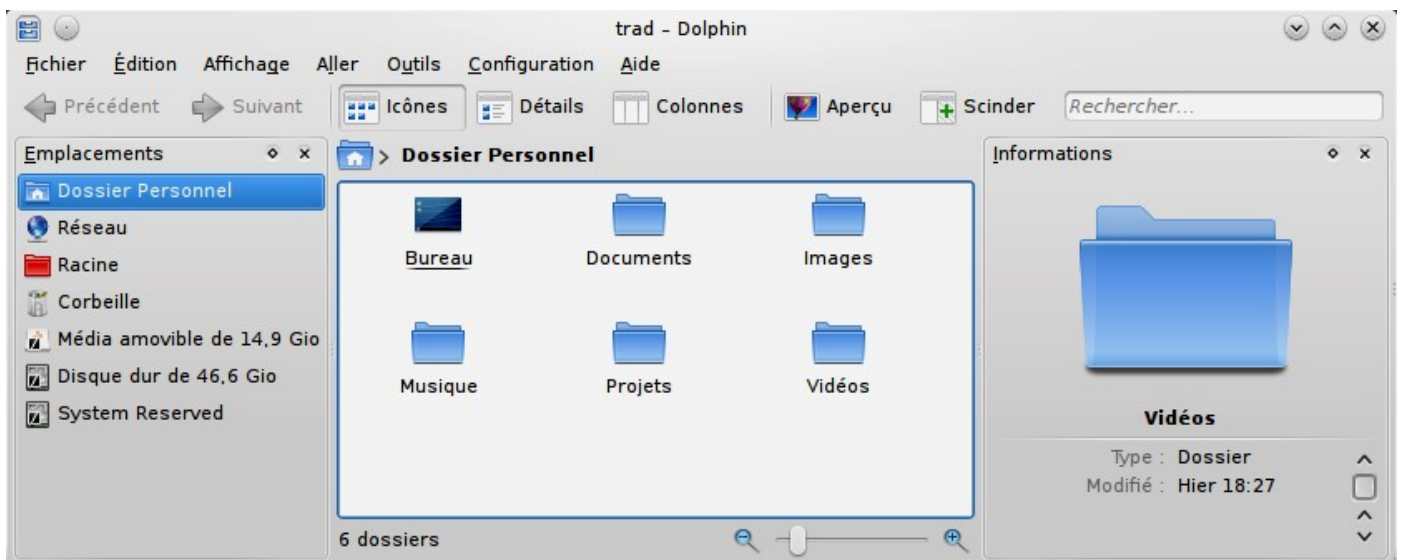 trad – Dolphin
Fichier Édition Affichage Aller Outils Configuration Aide
Précédent Suivant Icônes Détails Colonnes Aperçu Scinder Rechercher...
Emplacements
Dossier Personnel
Réseau
Racine
Corbeille
Média amovible de 14,9 Gio
Disque dur de 46,6 Gio
System Reserved
> Dossier Personnel
Bureau Documents Images
Musique Projets Vidéos
6 dossiers
Informations
Vidéos
Type : Dossier
Modifié : Hier 18:27